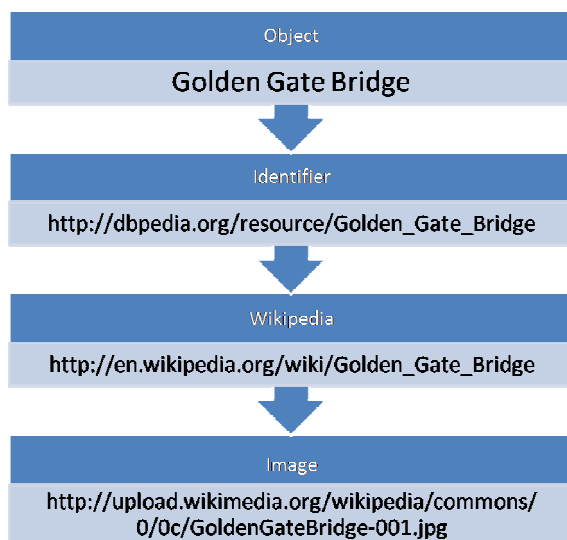 Object
Golden Gate Bridge
Identifier
http://dbpedia.org/resource/Golden_Gate_Bridge
Wikipedia
http://en.wikipedia.org/wiki/Golden_Gate_Bridge
Image
http://upload.wikimedia.org/wikipedia/commons/
0/0c/GoldenGateBridge-001.jpg